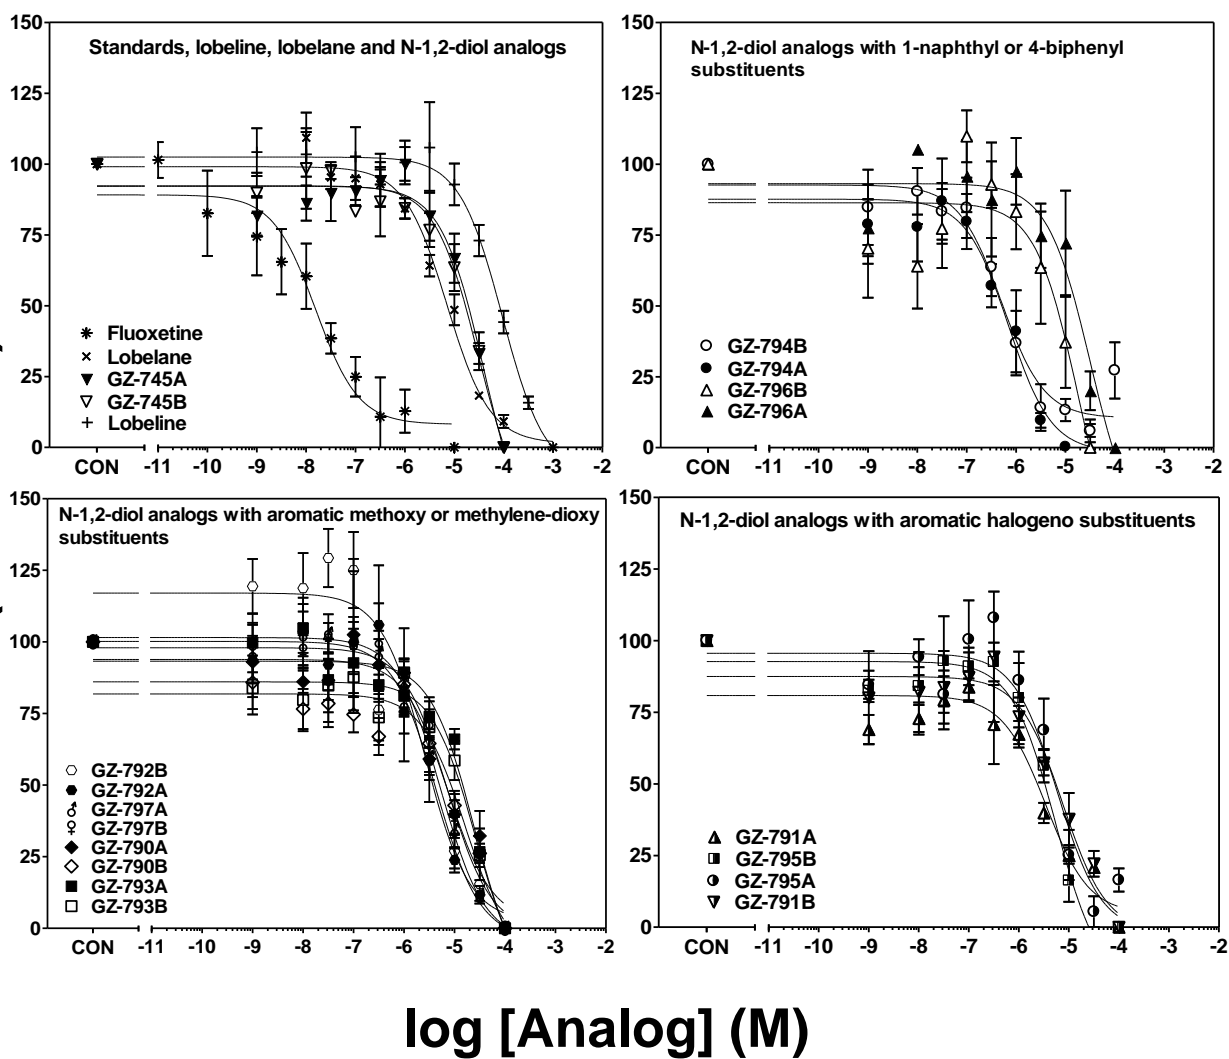 150
125
100
75
50
25
0
Standards, lobeline, lobelane and N-1,2-diol analogs
Fluoxetine
Lobelane
GZ-745A
GZ-745B
Lobeline
CON -11 -10 -9 -8 -7 -6 -5 -4 -3 -2
150
125
100
75
50
25
0
N-1,2-diol analogs with 1-naphthyl or 4-biphenyl
substituents
GZ-794B
GZ-794A
GZ-796B
GZ-796A
CON -11 -10 -9 -8 -7 -6 -5 -4 -3 -2
150
125
100
75
50
25
0
N-1,2-diol analogs with aromatic methoxy or methylene-dioxy
substituents
GZ-792B
GZ-792A
GZ-797A
GZ-797B
GZ-790A
GZ-790B
GZ-793A
GZ-793B
CON -11 -10 -9 -8 -7 -6 -5 -4 -3 -2
150
125
100
75
50
25
0
N-1,2-diol analogs with aromatic halogeno substituents
GZ-791A
GZ-795B
GZ-795A
GZ-791B
CON -11 -10 -9 -8 -7 -6 -5 -4 -3 -2
log [Analog] (M)